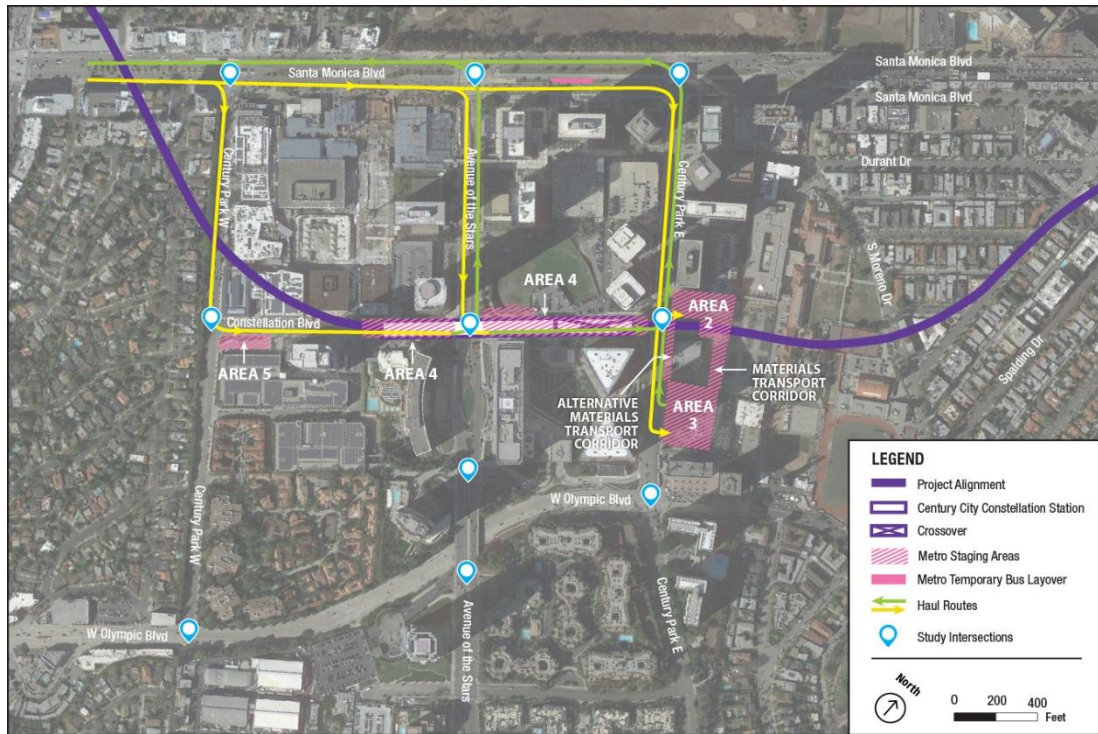 Santa Monica Blvd
Santa Monica Blvd
Santa Monica Blvd
Durant Dr
Century Park W
Avenue of the Stars
Century Park E
S Moreno Dr
Spalding Dr
AREA 4
AREA
2
Constellation Blvd
AREA 5
AREA 4
MATERIALS
TRANSPORT
CORRIDOR
ALTERNATIVE
MATERIALS
TRANSPORT
CORRIDOR
AREA
3
W Olympic Blvd
Century Park W
W Olympic Blvd
Avenue of the Stars
Century Park E
LEGEND
Project Alignment
Century City Constellation Station
Crossover
Metro Staging Areas
Metro Temporary Bus Layover
Haul Routes
Study Intersections
North
0 200 400
Feet